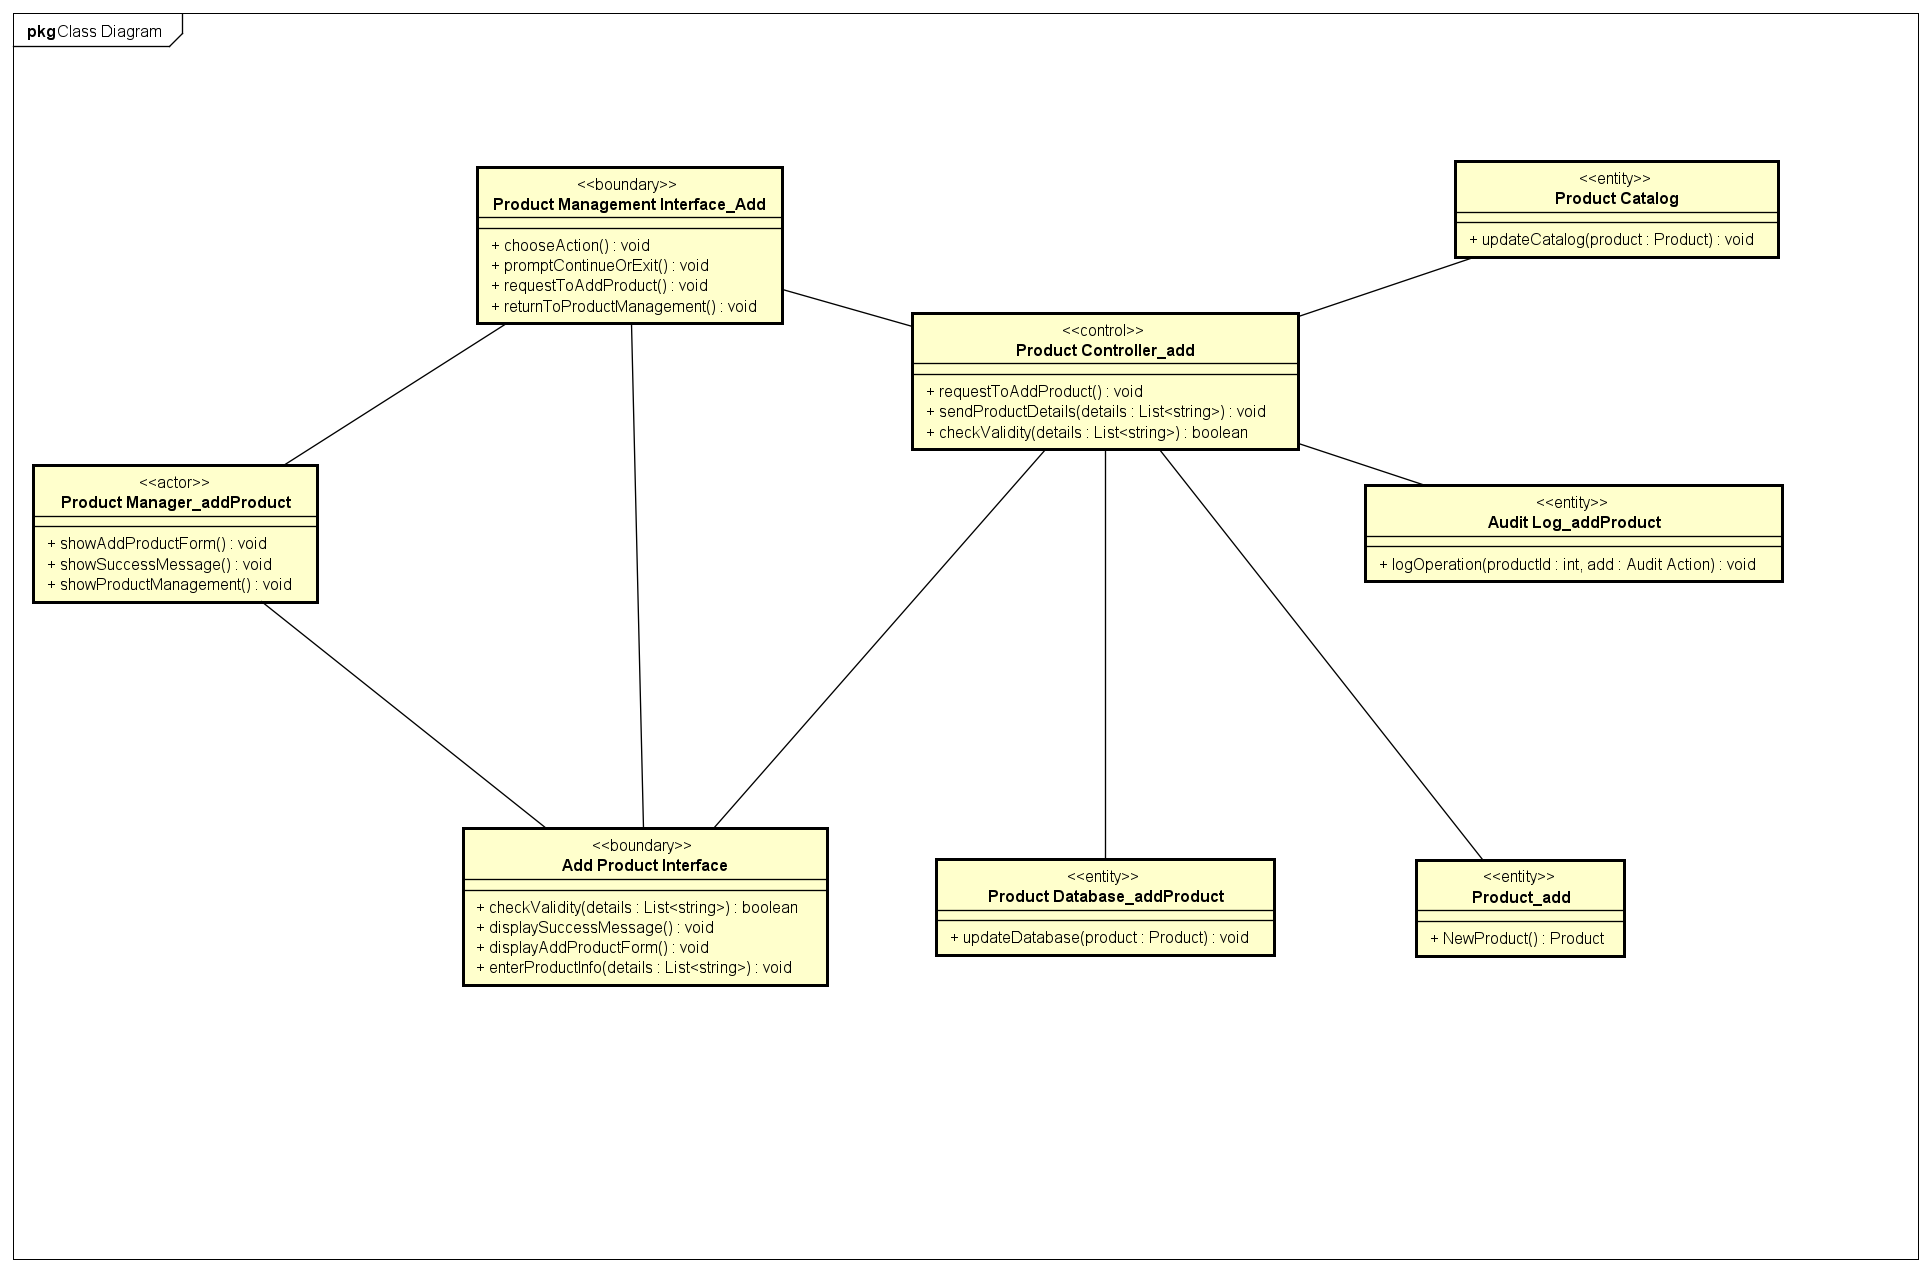 pkg Class Diagram
<<boundary>>
Product Management Interface_Add
+ chooseAction() : void
+ promptContinueOrExit() : void
+ requestToAddProduct() : void
+ returnToProductManagement() : void
<<entity>>
Product Catalog
+ updateCatalog(product : Product) : void
<<control>>
Product Controller_add
+ requestToAddProduct() : void
+ sendProductDetails(details : List<string>) : void
+ checkValidity(details : List<string>) : boolean
<<actor>>
Product Manager_addProduct
+ showAddProductForm() : void
+ showSuccessMessage() : void
+ showProductManagement() : void
<<entity>>
Audit Log_addProduct
+ logOperation(productId : int, add : Audit Action) : void
<<boundary>>
Add Product Interface
+ checkValidity(details : List<string>) : boolean
+ displaySuccessMessage() : void
+ displayAddProductForm() : void
+ enterProductInfo(details : List<string>) : void
<<entity>>
Product Database_addProduct
+ updateDatabase(product : Product) : void
<<entity>>
Product_add
+ NewProduct() : Product